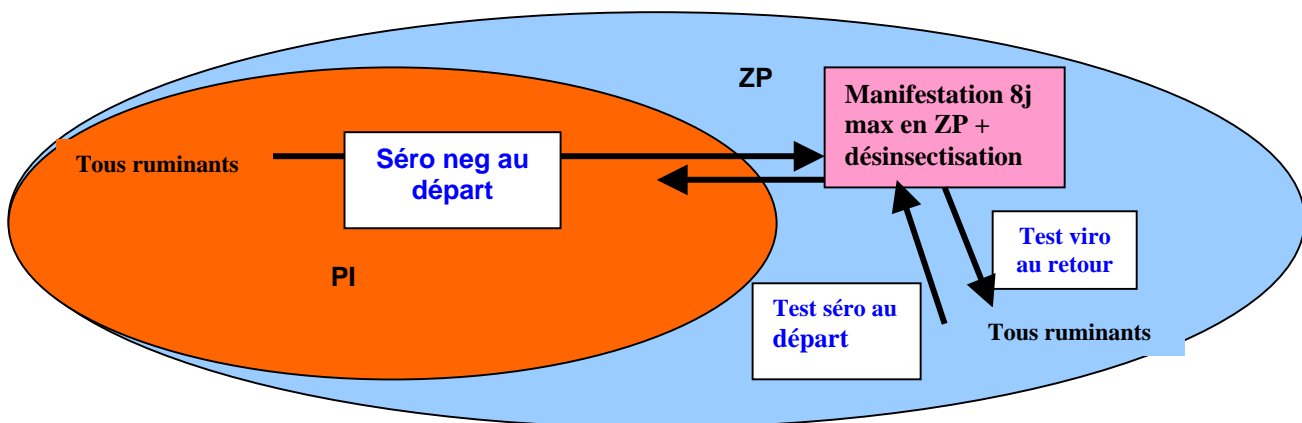 ZP
Manifestation 8j
max en ZP +
désinsectisation
Tous ruminants
Séro neg au
départ
PI
Test viro
au retour
Test séro au
départ
Tous ruminants